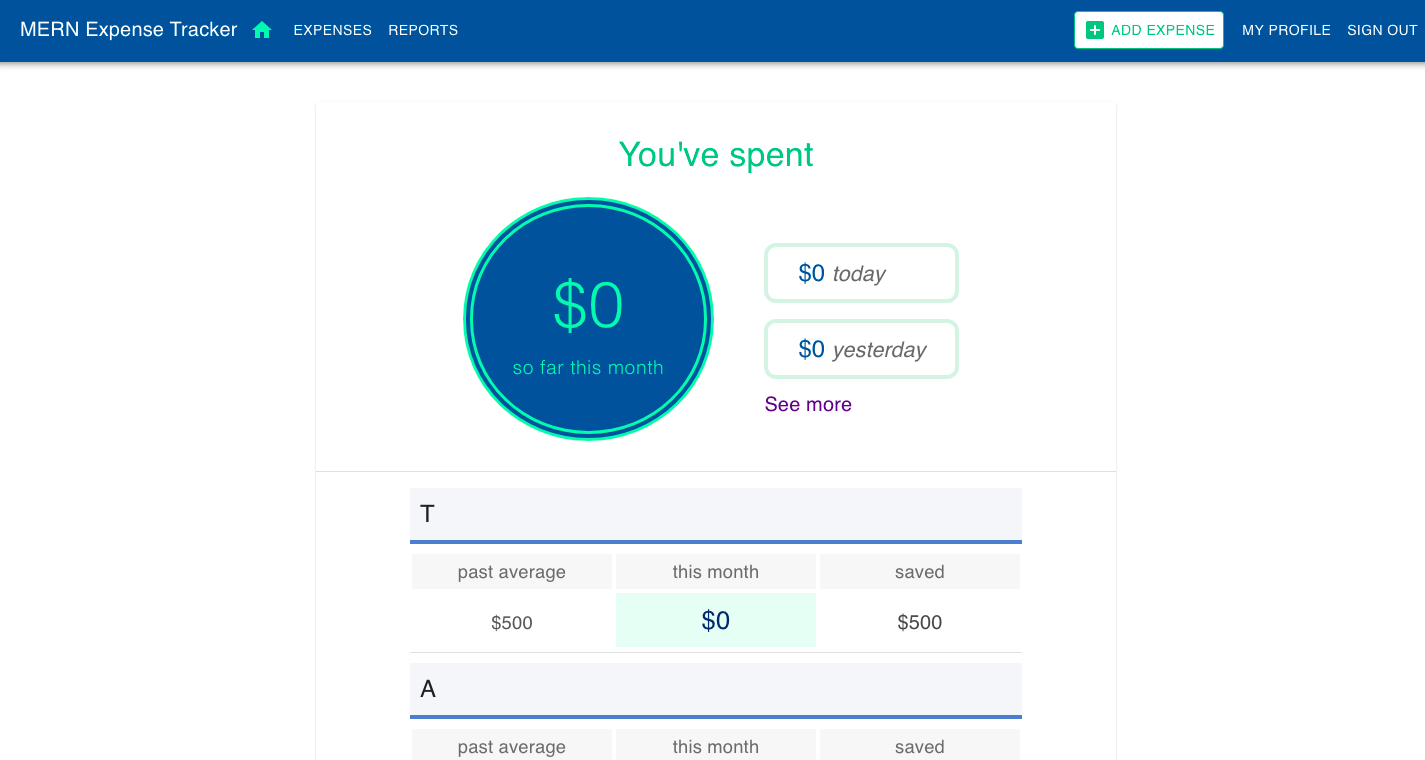 MERN Expense Tracker EXPENSES REPORTS ADD EXPENSE MY PROFILE SIGN OUT
You've spent
$0
so far this month
$0 today
$0 yesterday
See more
T
past average this month saved
$500 $0 $500
A
past average this month saved